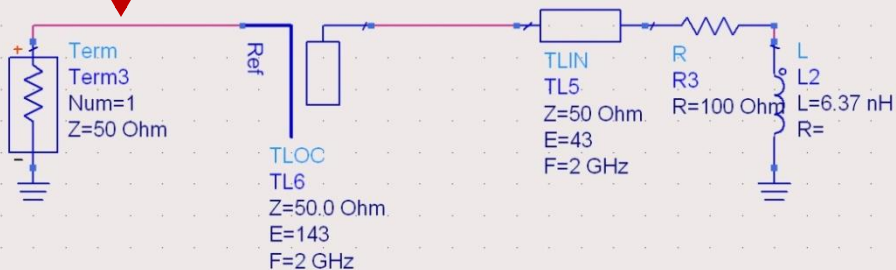 +
Term
Term3
Num=1
Z=50 Ohm
-
Ref
TLOC
TL6
Z=50.0 Ohm
E=143
F=2 GHz
TLIN
TL5
Z=50 Ohm
E=43
F=2 GHz
R
R3
R=100 Ohm
L
L2
L=6.37 nH
R=